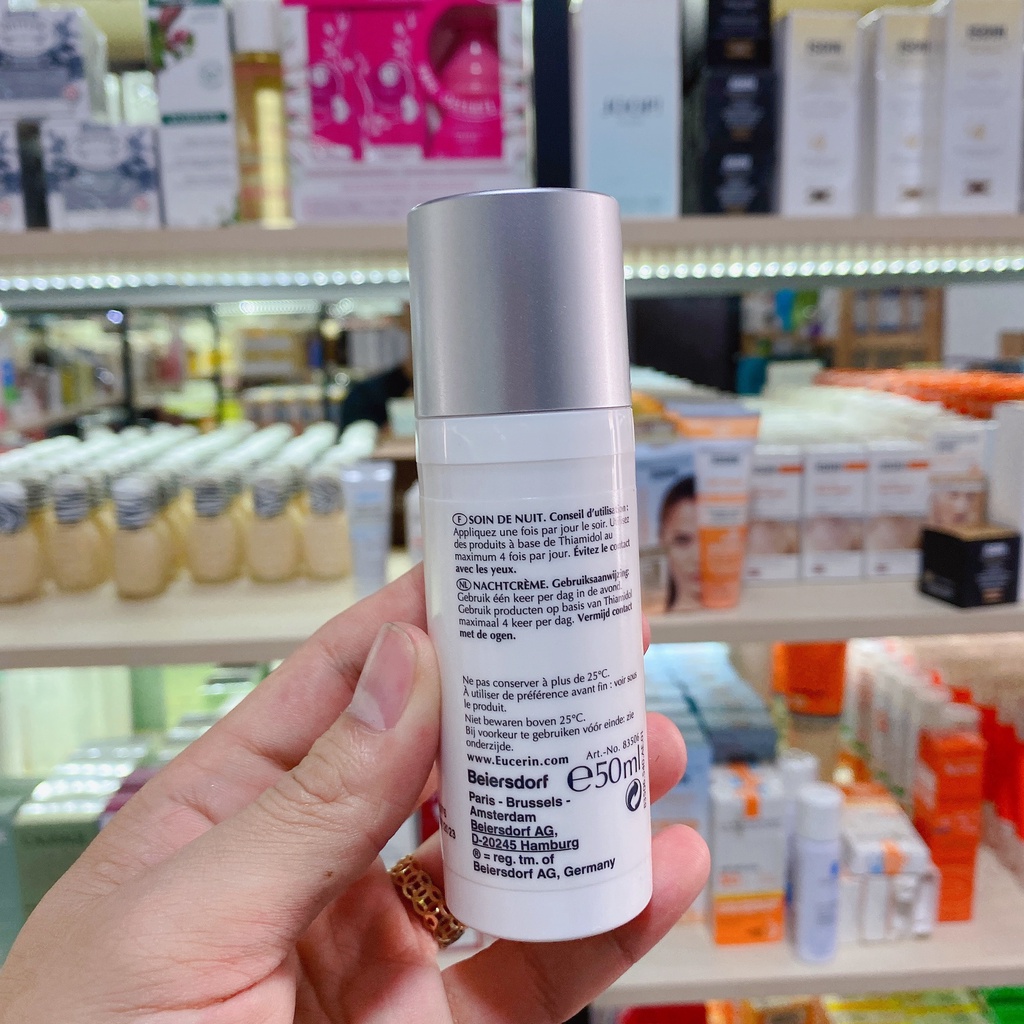 F SOIN DE NUIT. Conseil d'utilisation:
Appliquez une fois par jour le soir. Utilisez
des produits à base de Thiamidol au
maximum 4 fois par jour. Évitez le contact
avec les yeux.
NL NACHTCRÈME. Gebruiksaanwijzing:
Gebruik één keer per dag in de avond.
Gebruik producten op basis van Thiamidol
maximaal 4 keer per dag. Vermijd contact
met de ogen.
Ne pas conserver à plus de 25°C.
À utiliser de préférence avant fin : voir sous
le produit.
Niet bewaren boven 25°C.
Bij voorkeur te gebruiken vóór einde: zie
onderzijde.
www.Eucerin.com
Art.-No. 83506
Beiersdorf
℮50ml
Paris - Brussels -
Amsterdam
Beiersdorf AG,
D-20245 Hamburg
® = reg. tm. of
Beiersdorf AG, Germany